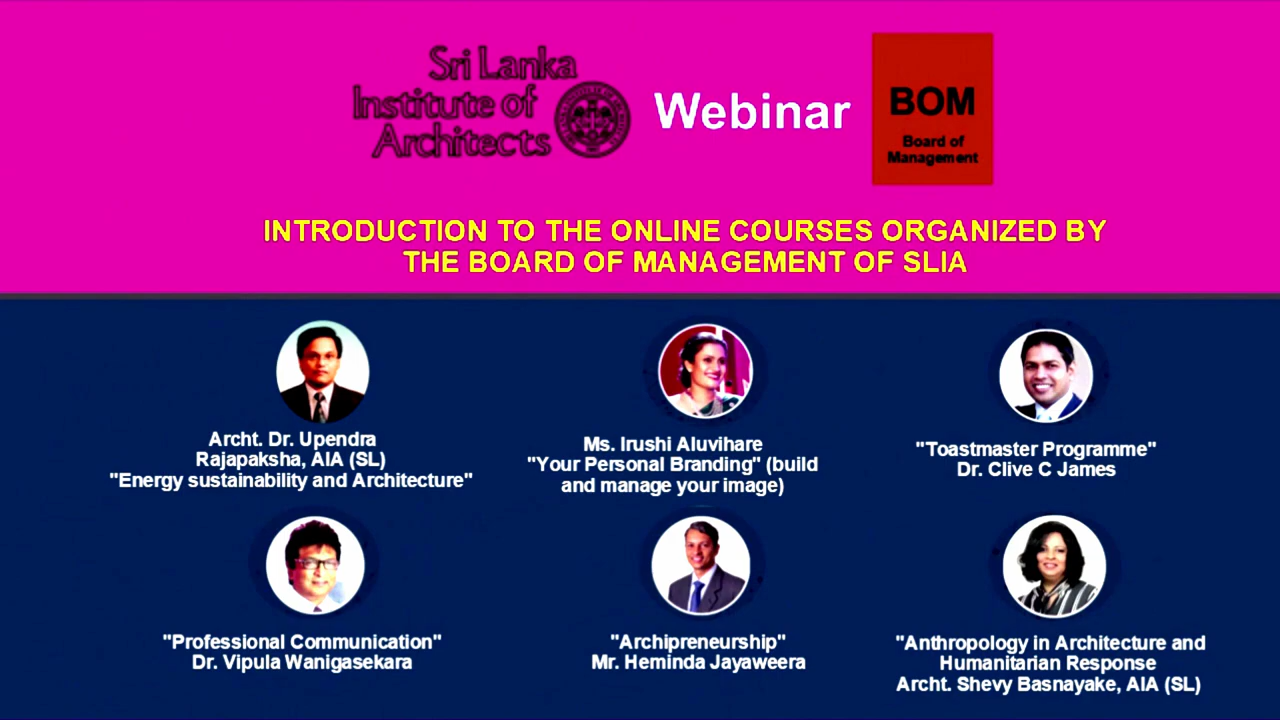 Sri Lanka
Institute of
Architects
Webinar
BOM
Board of
Management
INTRODUCTION TO THE ONLINE COURSES ORGANIZED BY
THE BOARD OF MANAGEMENT OF SLIA
Archt. Dr. Upendra
Rajapaksha, AIA (SL)
"Energy sustainability and Architecture"
Ms. Irushi Aluvihare
"Your Personal Branding" (build
and manage your image)
"Toastmaster Programme"
Dr. Clive C James
"Professional Communication"
Dr. Vipula Wanigasekara
"Archipreneurship"
Mr. Heminda Jayaweera
"Anthropology in Architecture and
Humanitarian Response
Archt. Shevy Basnayake, AIA (SL)